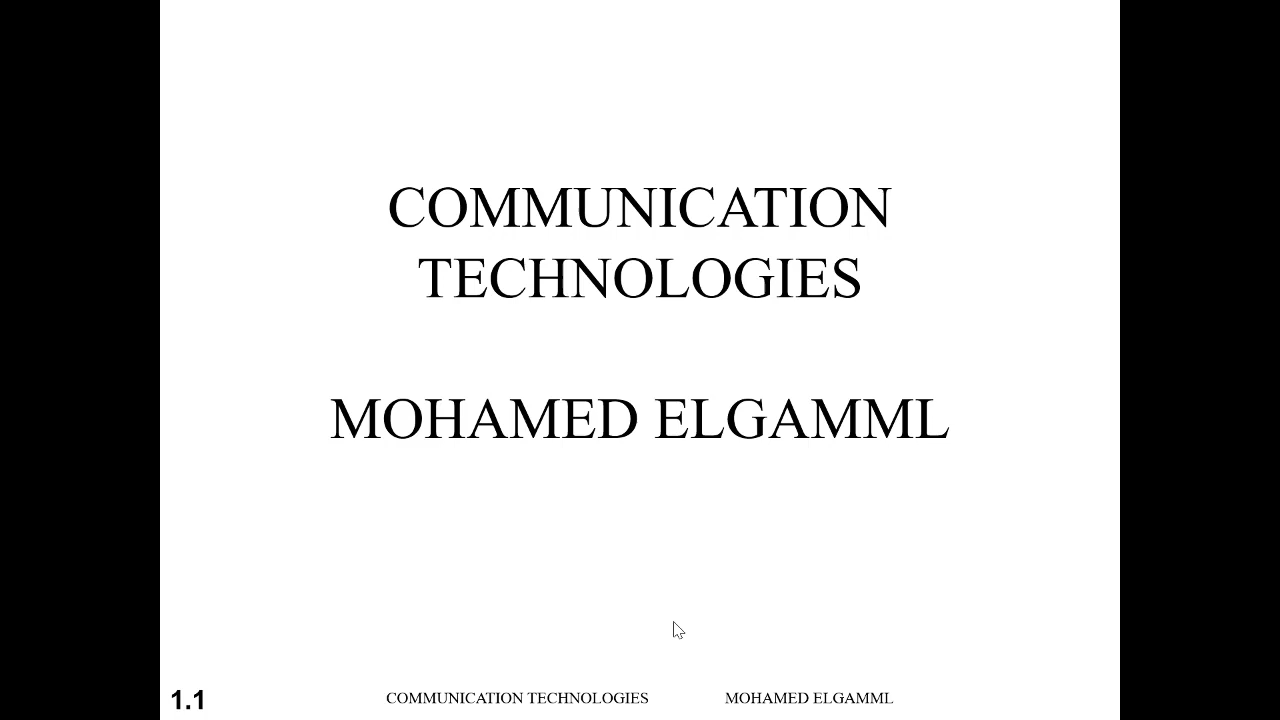 COMMUNICATION
TECHNOLOGIES
MOHAMED ELGAMML
1.1
COMMUNICATION TECHNOLOGIES MOHAMED ELGAMML